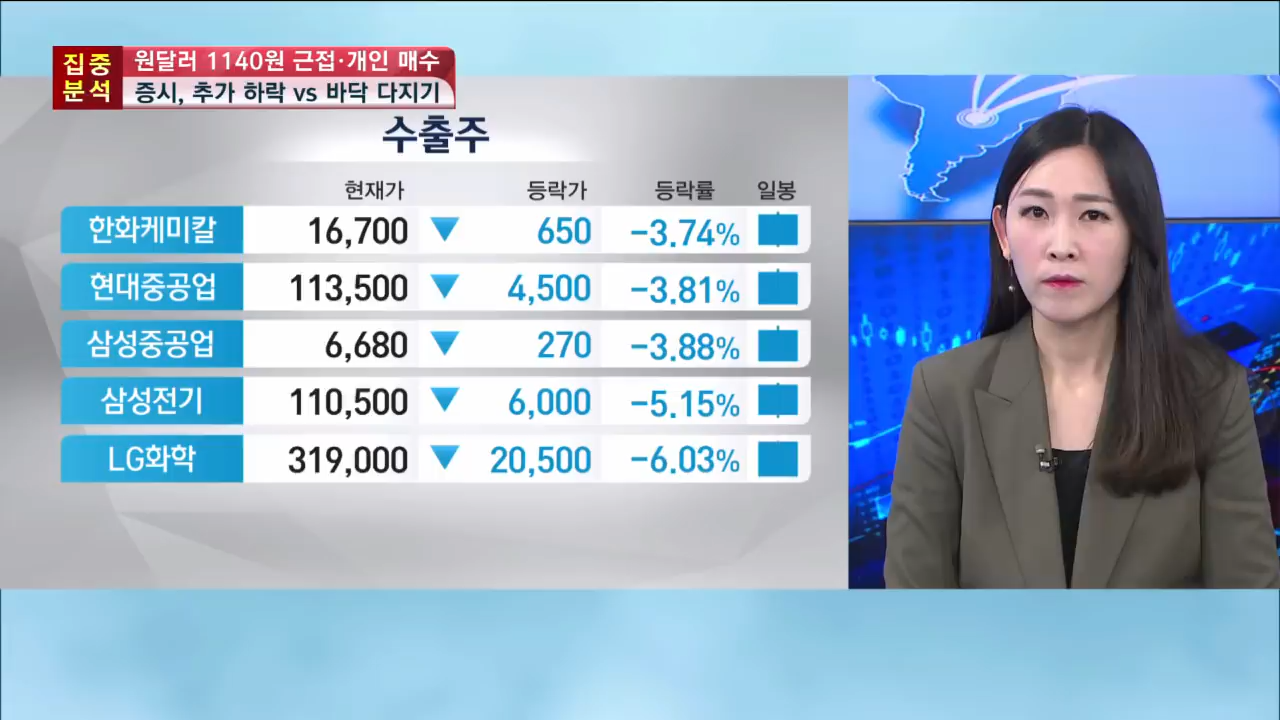 집중
분석
원달러 1140원 근접·개인 매수
증시, 추가 하락 vs 바닥 다지기
수출주
현재가 등락가 등락률 일봉
한화케미칼 16,700 ▼ 650 -3.74%
현대중공업 113,500 ▼ 4,500 -3.81%
삼성중공업 6,680 ▼ 270 -3.88%
삼성전기 110,500 ▼ 6,000 -5.15%
LG화학 319,000 ▼ 20,500 -6.03%